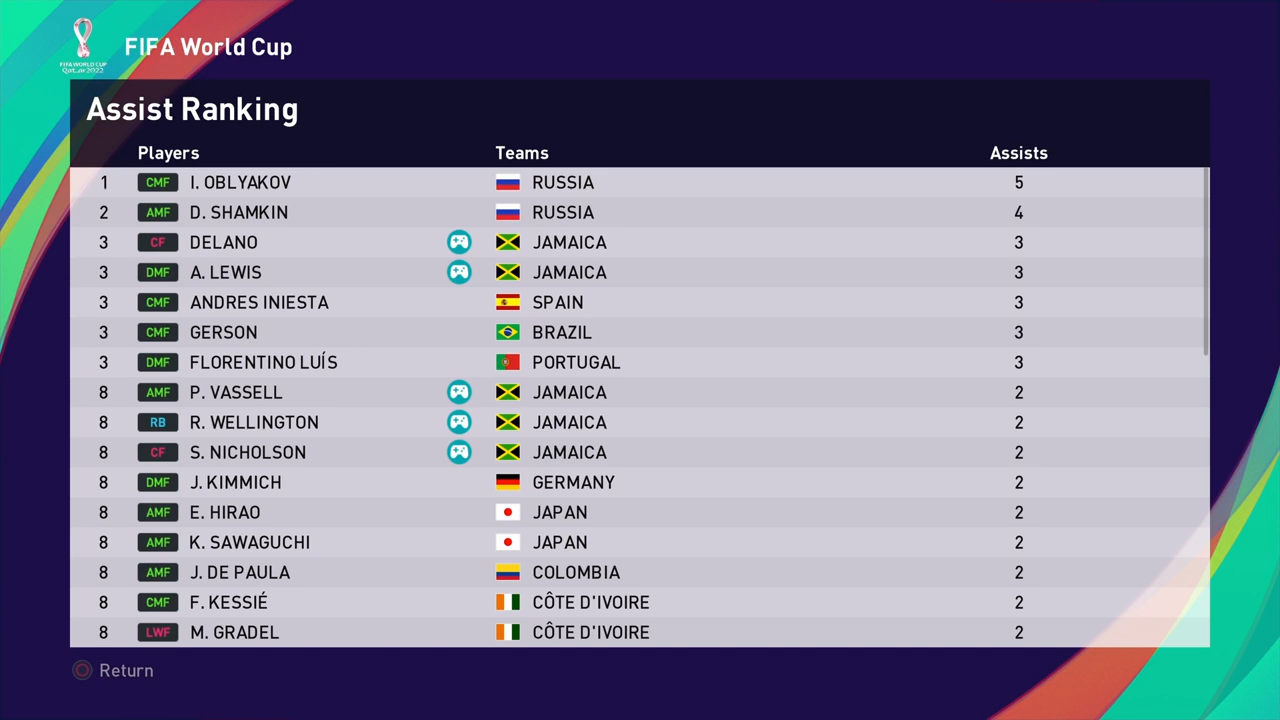 FIFA World Cup
FIFA WORLD CUP
Qatar2022
Assist Ranking
Players Teams Assists
1 CMF I. OBLYAKOV RUSSIA 5
2 AMF D. SHAMKIN RUSSIA 4
3 CF DELANO JAMAICA 3
3 DMF A. LEWIS JAMAICA 3
3 CMF ANDRES INIESTA SPAIN 3
3 CMF GERSON BRAZIL 3
3 DMF FLORENTINO LUÍS PORTUGAL 3
8 AMF P. VASSELL JAMAICA 2
8 RB R. WELLINGTON JAMAICA 2
8 CF S. NICHOLSON JAMAICA 2
8 DMF J. KIMMICH GERMANY 2
8 AMF E. HIRAO JAPAN 2
8 AMF K. SAWAGUCHI JAPAN 2
8 AMF J. DE PAULA COLOMBIA 2
8 CMF F. KESSIÉ CÔTE D'IVOIRE 2
8 LWF M. GRADEL CÔTE D'IVOIRE 2
Return